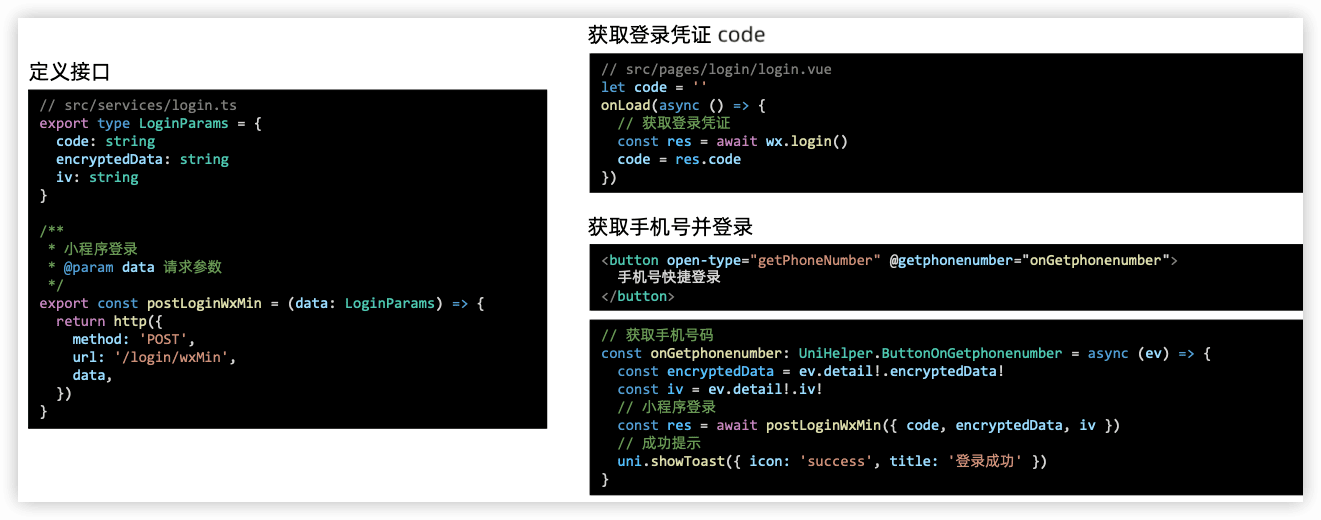 定义接口
// src/services/login.ts
export type LoginParams = {
  code: string
  encryptedData: string
  iv: string
}
/**
 * 小程序登录
 * @param data 请求参数
 */
export const postLoginWxMin = (data: LoginParams) => {
  return http({
    method: 'POST',
    url: '/login/wxMin',
    data,
  })
}
获取登录凭证 code
// src/pages/login/login.vue
let code = ''
onLoad(async () => {
  // 获取登录凭证
  const res = await wx.login()
  code = res.code
})
获取手机号并登录
<button open-type="getPhoneNumber" @getphonenumber="onGetphonenumber">
  手机号快捷登录
</button>
// 获取手机号码
const onGetphonenumber: UniHelper.ButtonOnGetphonenumber = async (ev) => {
  const encryptedData = ev.detail!.encryptedData!
  const iv = ev.detail!.iv!
  // 小程序登录
  const res = await postLoginWxMin({ code, encryptedData, iv })
  // 成功提示
  uni.showToast({ icon: 'success', title: '登录成功' })
}